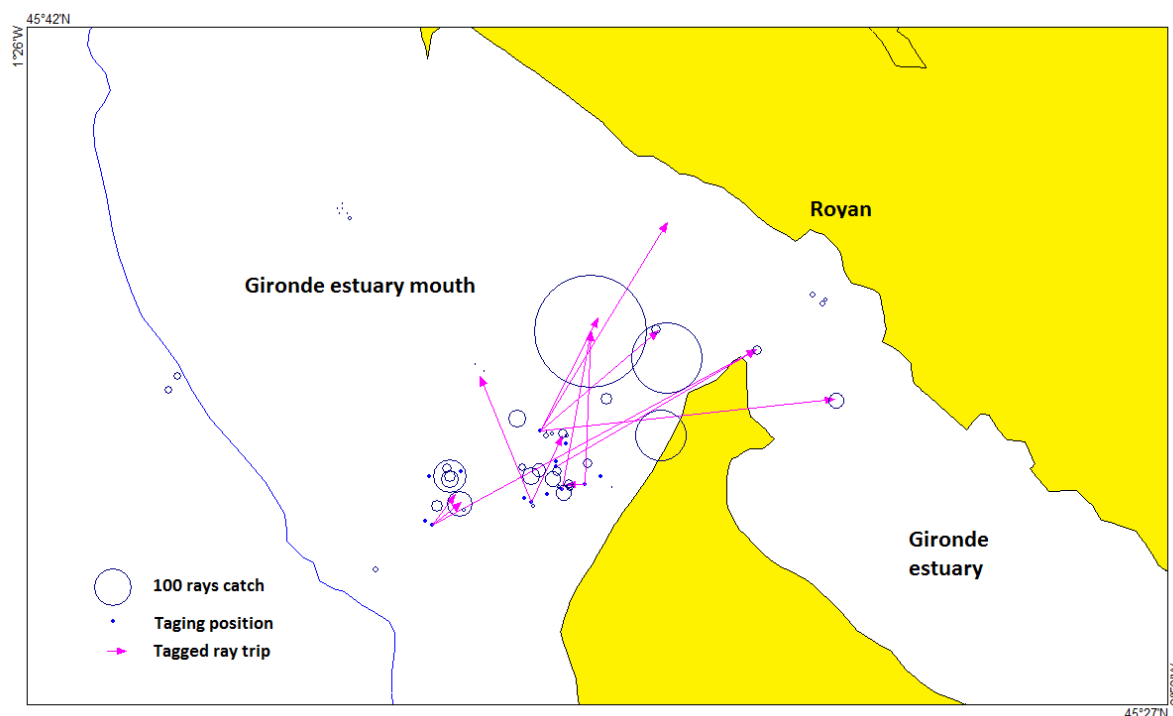 45°42'N
1°26'W
Royan
Gironde estuary mouth
Gironde
estuary
100 rays catch
Taging position
Tagged ray trip
45°27'N